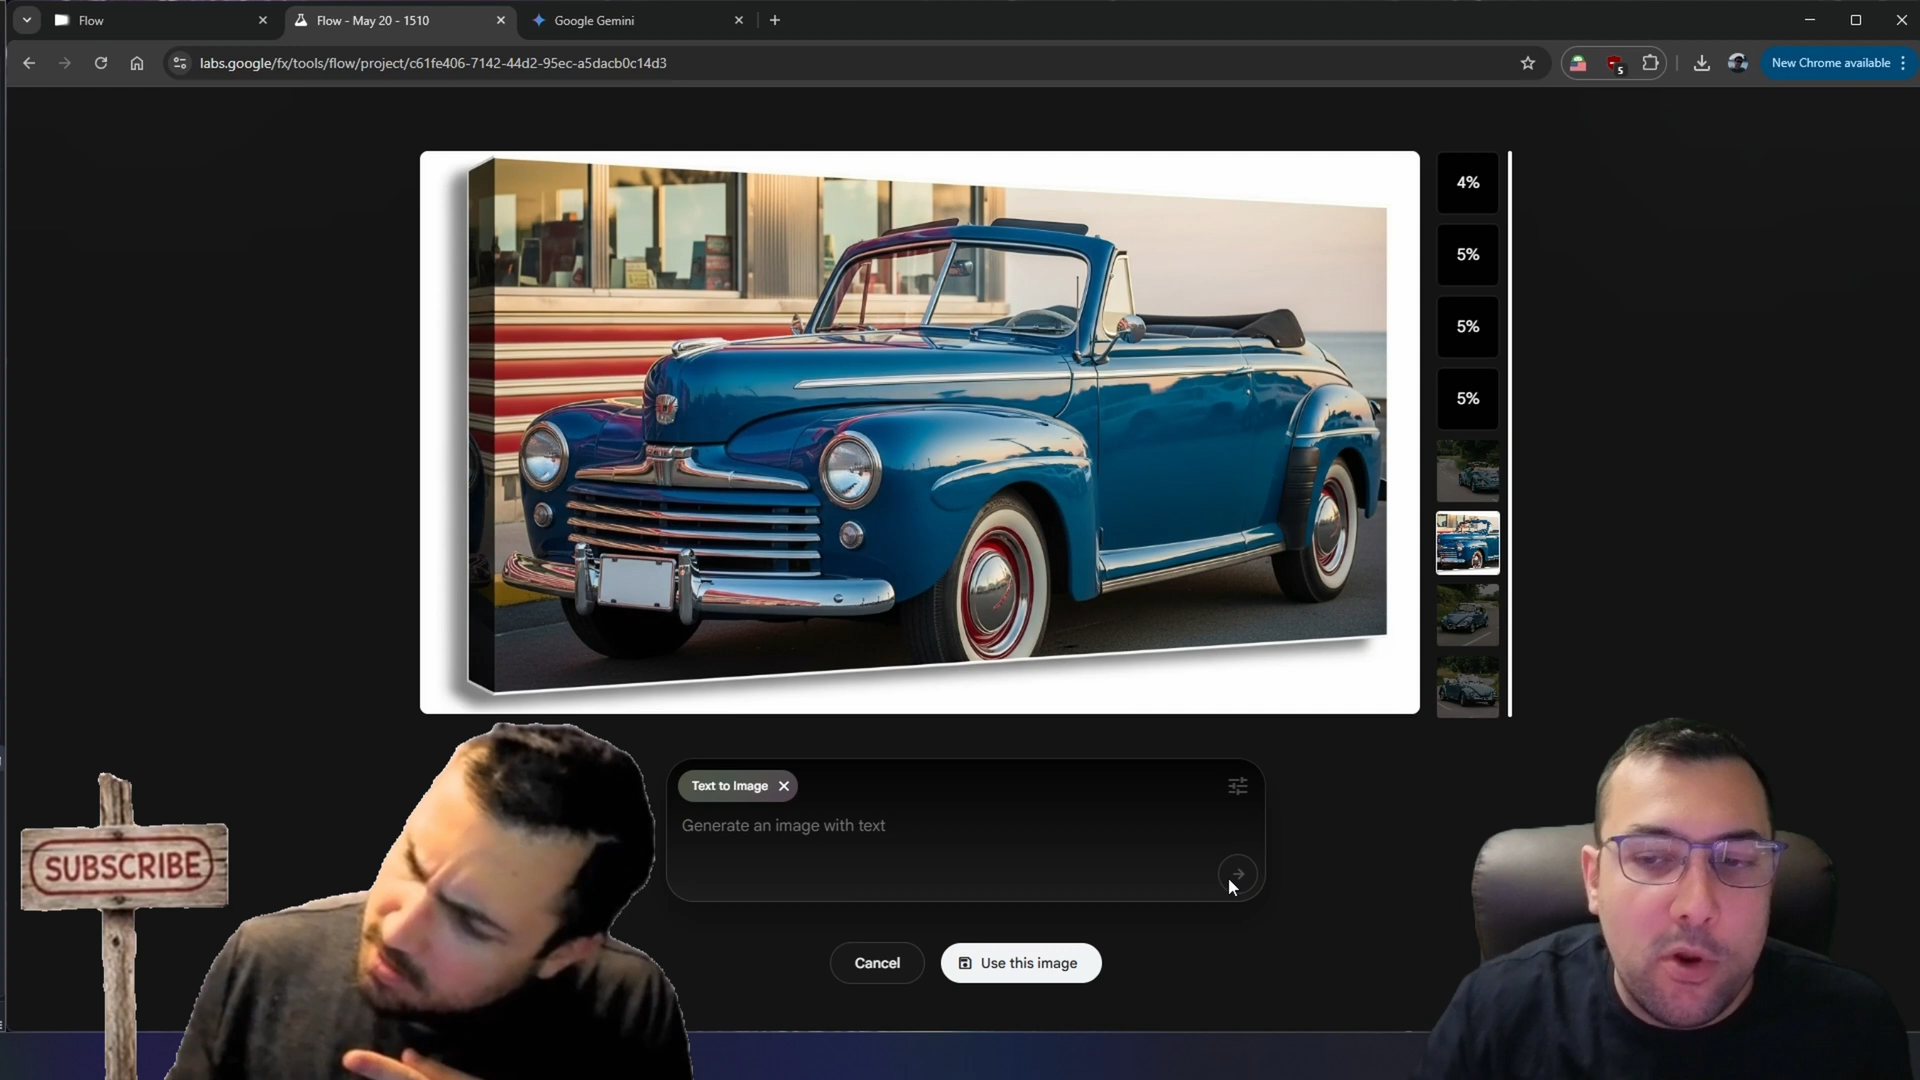 Flow
Flow - May 20 - 1510
Google Gemini
labs.google/fx/tools/flow/project/c61fe406-7142-44d2-95ec-a5dacb0c14d3
5
New Chrome available
4%
5%
5%
5%
Text to Image
Generate an image with text
SUBSCRIBE
Cancel
Use this image